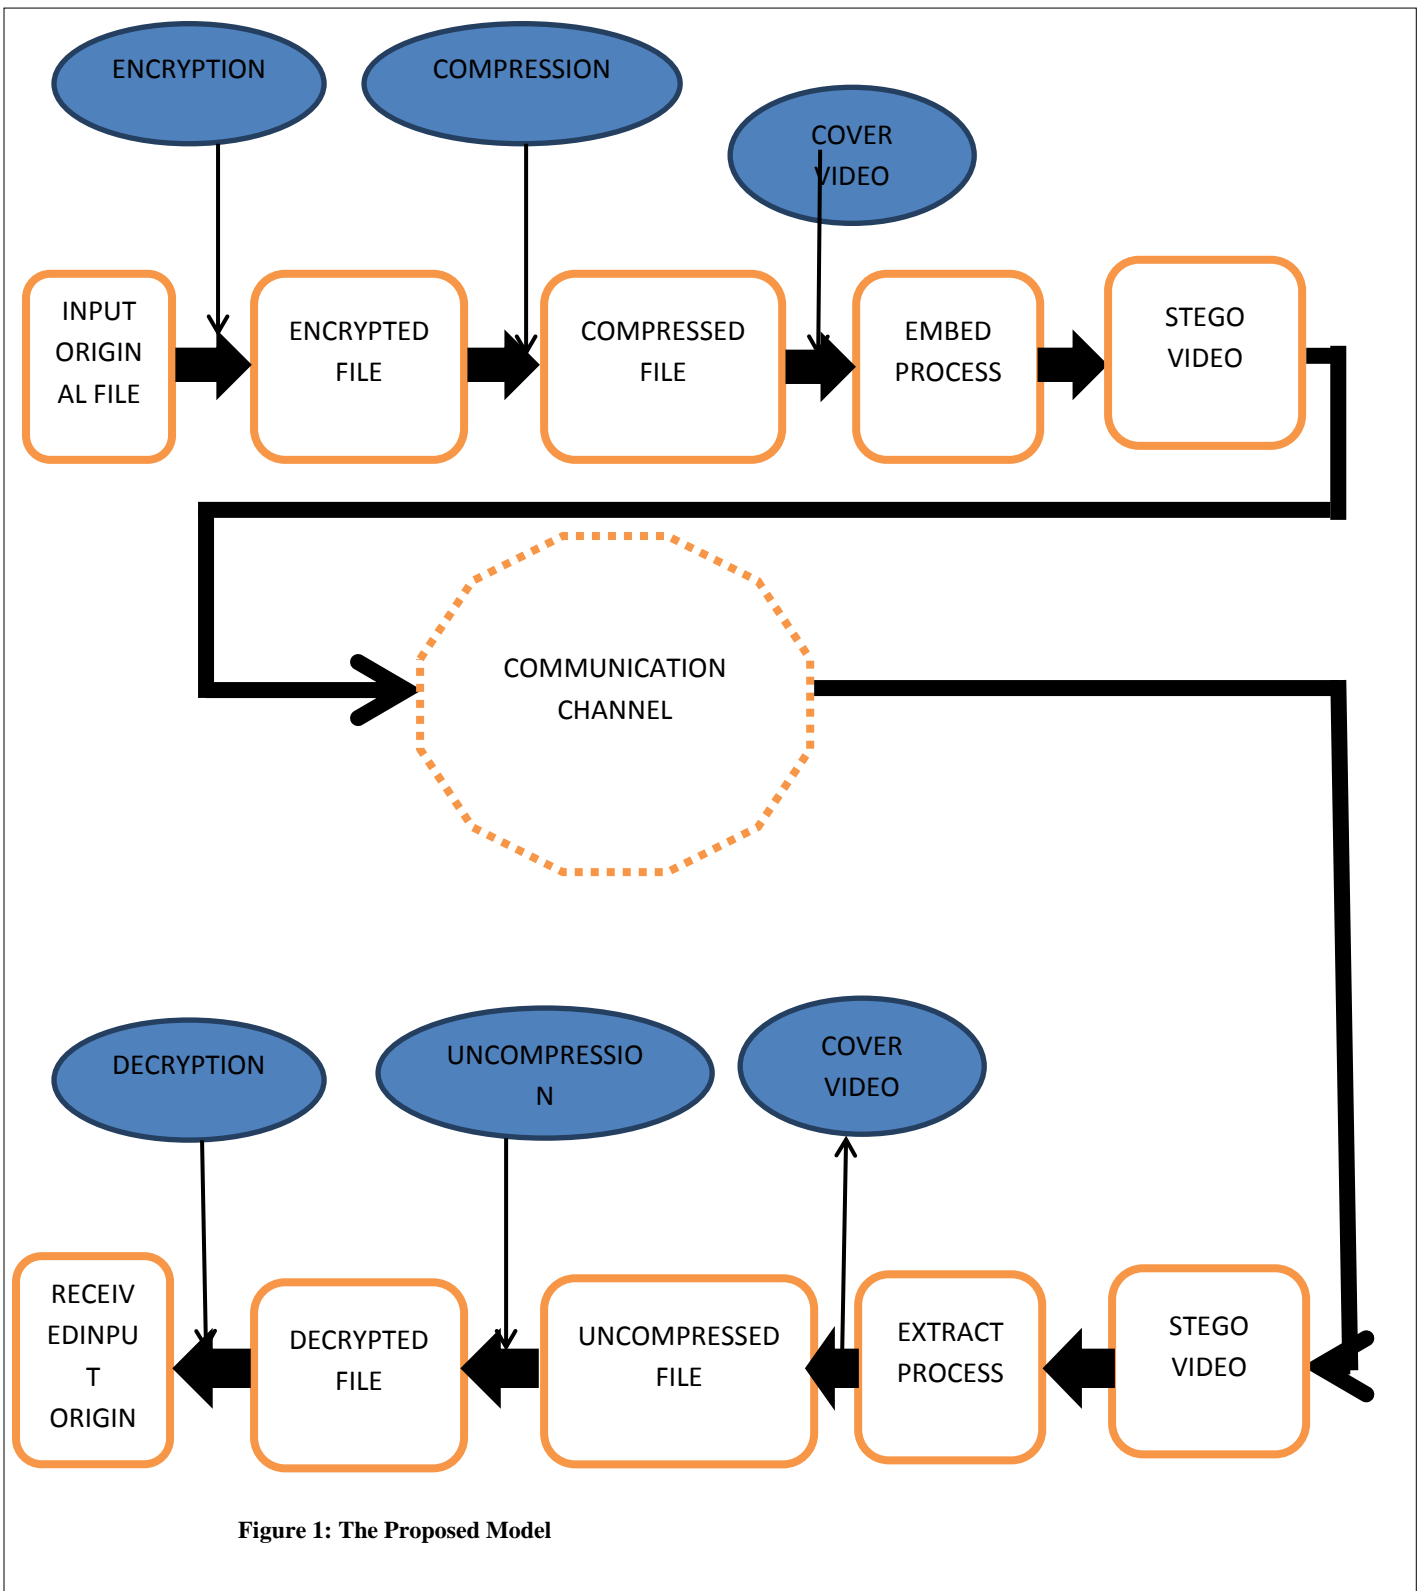 ENCRYPTION
COMPRESSION
COVER
VIDEO
INPUT
ORIGIN
AL FILE
ENCRYPTED
FILE
COMPRESSED
FILE
EMBED
PROCESS
STEGO
VIDEO
COMMUNICATION
CHANNEL
DECRYPTION
UNCOMPRESSIO
N
COVER
VIDEO
RECEIV
EDINPU
T
ORIGIN
DECRYPTED
FILE
UNCOMPRESSED
FILE
EXTRACT
PROCESS
STEGO
VIDEO
Figure 1: The Proposed Model